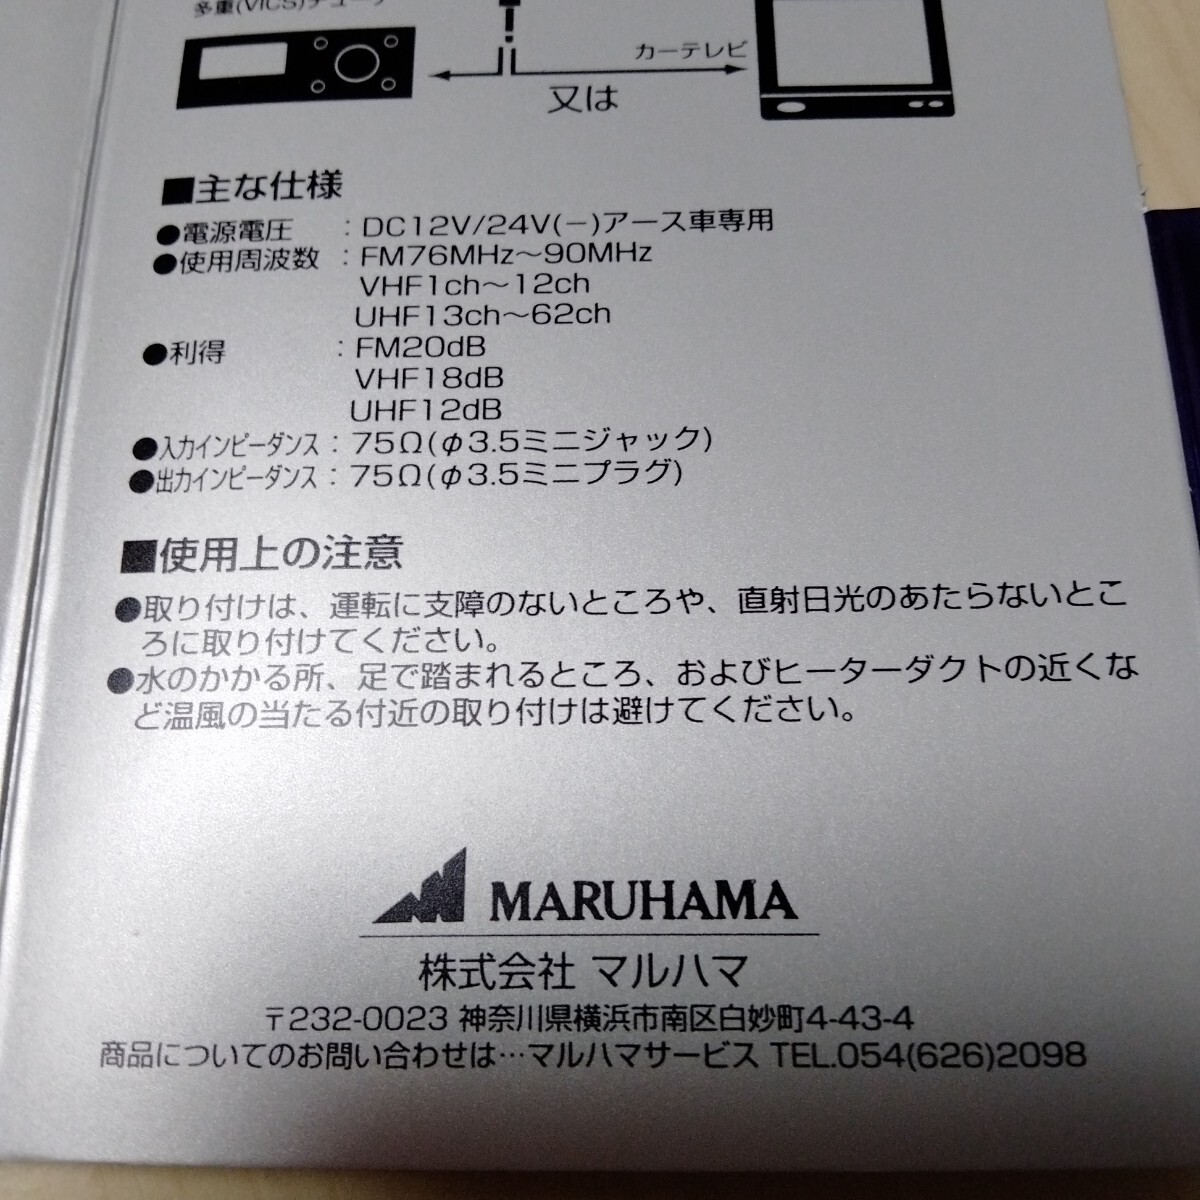 多重(VICS)チューナ
カーテレビ
又は
■主な仕様
●電源電圧 : DC12V/24V(−)アース車専用
●使用周波数 : FM76MHz〜90MHz
VHF1ch〜12ch
UHF13ch〜62ch
●利得 : FM20dB
VHF18dB
UHF12dB
●入力インピーダンス : 75Ω(φ3.5ミニジャック)
●出力インピーダンス : 75Ω(φ3.5ミニプラグ)
■使用上の注意
●取り付けは、運転に支障のないところや、直射日光のあたらないとこ
ろに取り付けてください。
●水のかかる所、足で踏まれるところ、およびヒーターダクトの近くな
ど温風の当たる付近の取り付けは避けてください。
MARUHAMA
株式会社 マルハマ
〒232-0023 神奈川県横浜市南区白妙町4-43-4
商品についてのお問い合わせは…マルハマサービス TEL.054(626)2098